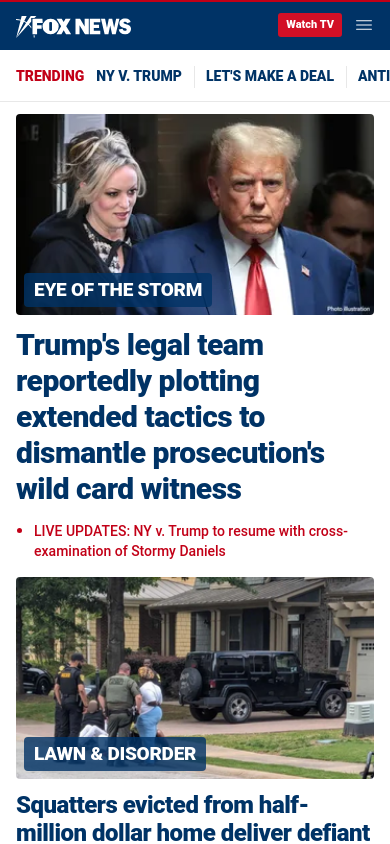 FOX NEWS
Watch TV
TRENDING NY V. TRUMP LET'S MAKE A DEAL ANTI
EYE OF THE STORM
Photo illustration
Trump's legal team
reportedly plotting
extended tactics to
dismantle prosecution's
wild card witness
LIVE UPDATES: NY v. Trump to resume with cross-
examination of Stormy Daniels
LAWN & DISORDER
Squatters evicted from half-
million dollar home deliver defiant